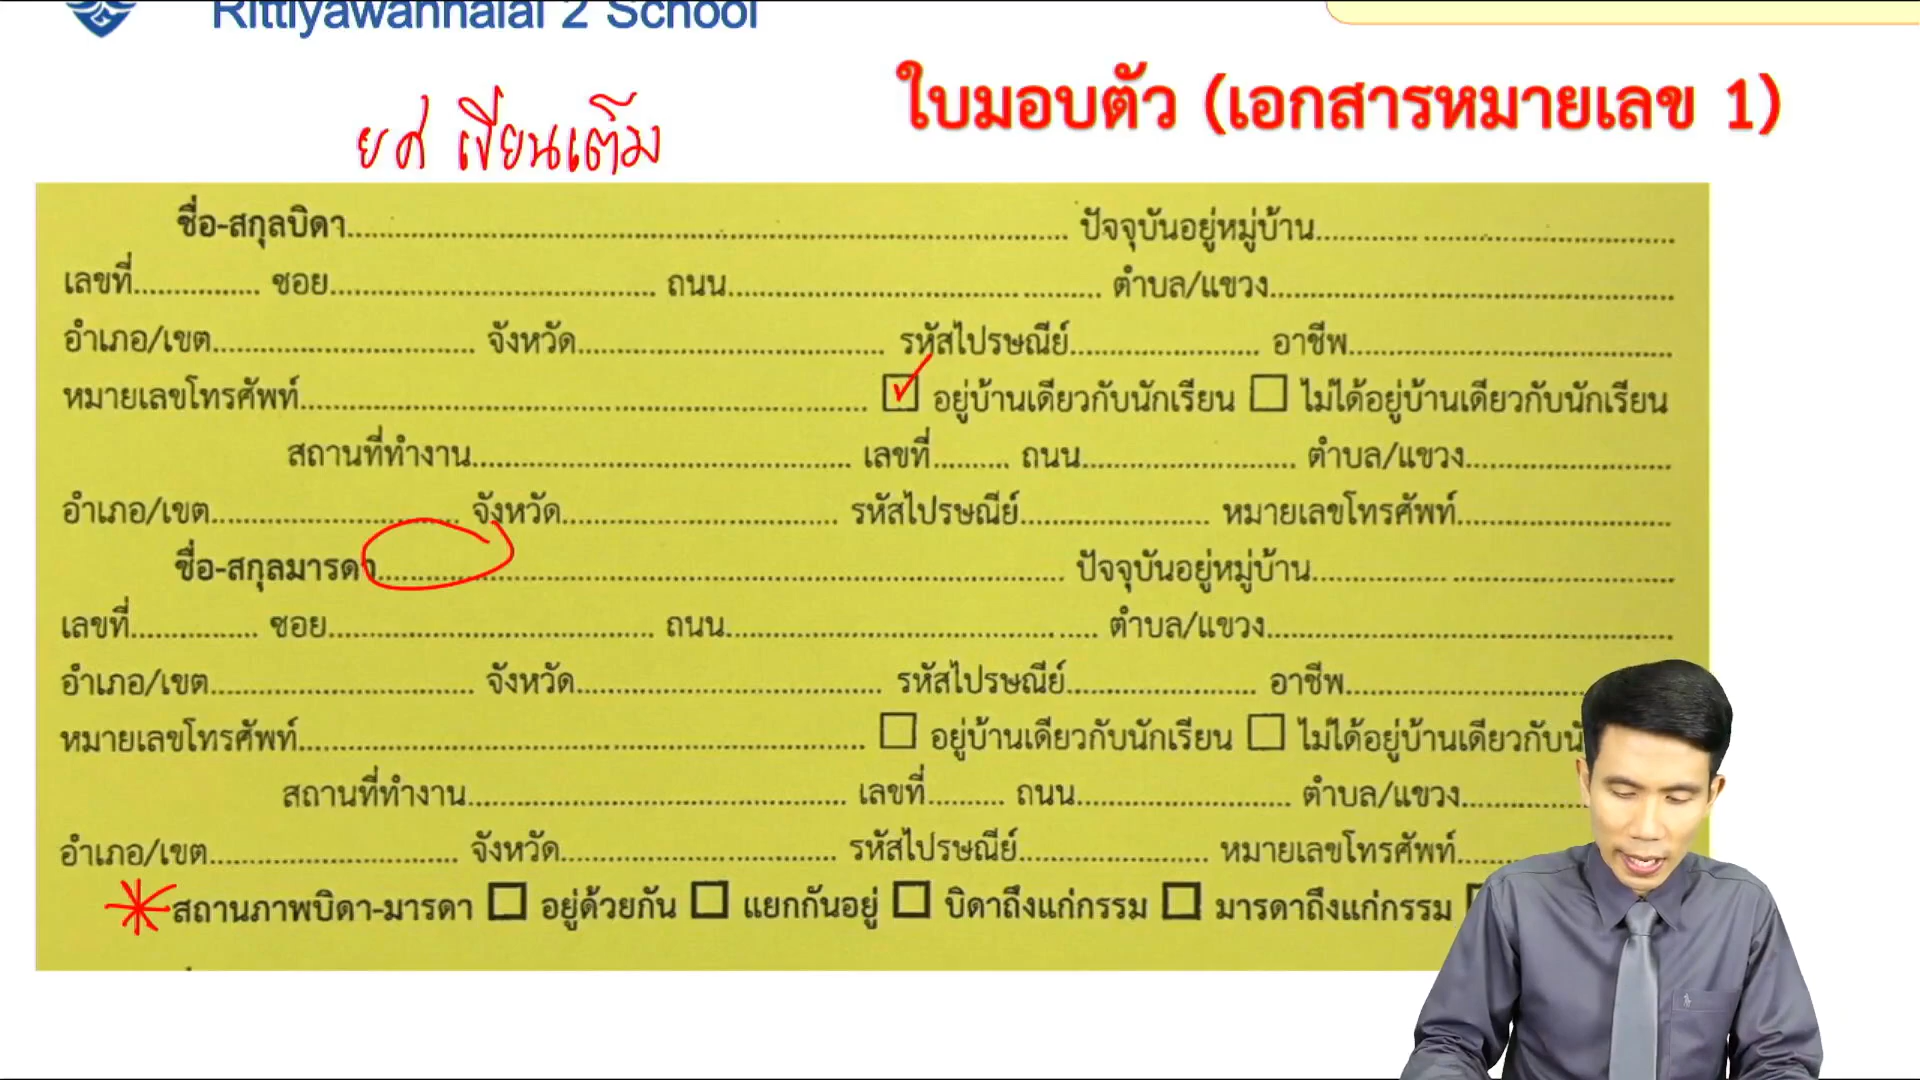 Rittiyawannalai 2 School
ใบมอบตัว (เอกสารหมายเลข 1)
ยศ เขียนเต็ม
ชื่อ-สกุลบิดา.......... ปัจจุบันอยู่หมู่บ้าน..........
เลขที่.......... ซอย.......... ถนน.......... ตำบล/แขวง..........
อำเภอ/เขต.......... จังหวัด.......... รหัสไปรษณีย์.......... อาชีพ..........
หมายเลขโทรศัพท์.......... ☑ อยู่บ้านเดียวกับนักเรียน ☐ ไม่ได้อยู่บ้านเดียวกับนักเรียน
สถานที่ทำงาน.......... เลขที่.......... ถนน.......... ตำบล/แขวง..........
อำเภอ/เขต.......... จังหวัด.......... รหัสไปรษณีย์.......... หมายเลขโทรศัพท์..........
ชื่อ-สกุลมารดา.......... ปัจจุบันอยู่หมู่บ้าน..........
เลขที่.......... ซอย.......... ถนน.......... ตำบล/แขวง..........
อำเภอ/เขต.......... จังหวัด.......... รหัสไปรษณีย์.......... อาชีพ..........
หมายเลขโทรศัพท์.......... ☐ อยู่บ้านเดียวกับนักเรียน ☐ ไม่ได้อยู่บ้านเดียวกับ
สถานที่ทำงาน.......... เลขที่.......... ถนน.......... ตำบล/แขวง..........
อำเภอ/เขต.......... จังหวัด.......... รหัสไปรษณีย์.......... หมายเลขโทรศัพท์..........
* สถานภาพบิดา-มารดา ☐ อยู่ด้วยกัน ☐ แยกกันอยู่ ☐ บิดาถึงแก่กรรม ☐ มารดาถึงแก่กรรม